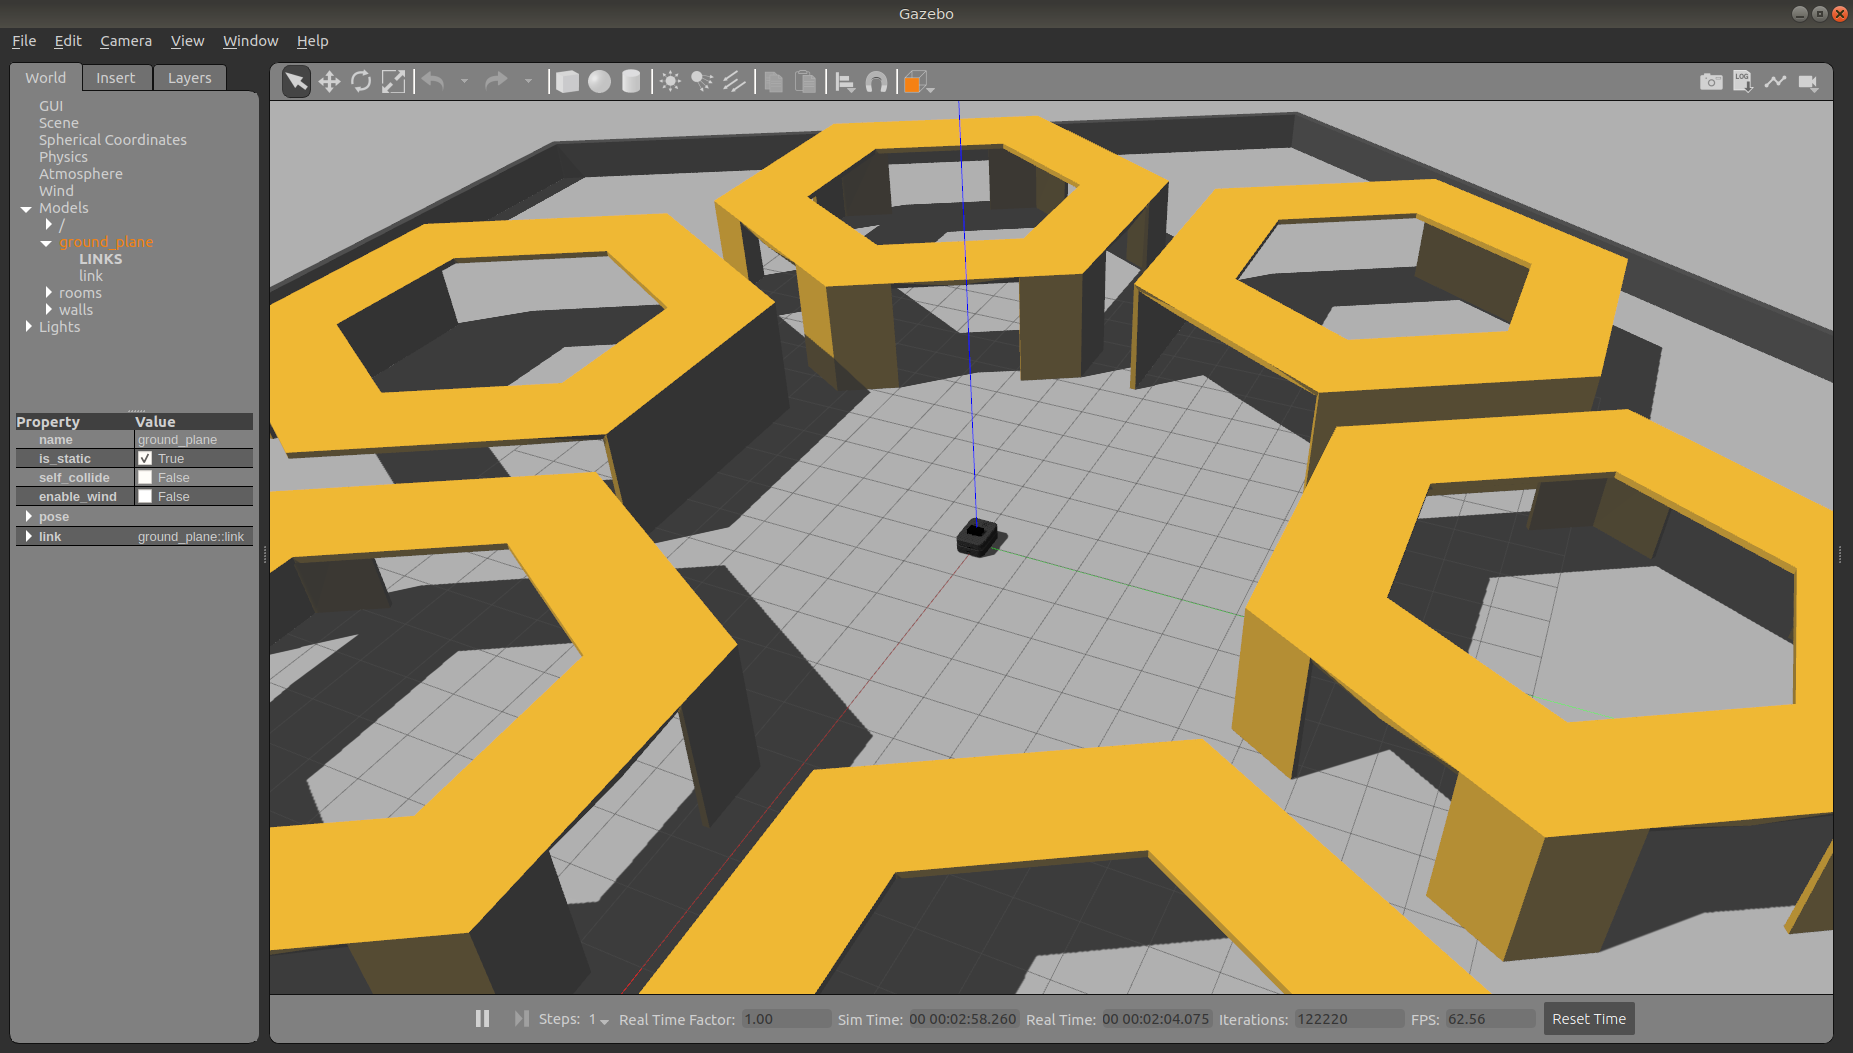 Gazebo
File Edit Camera View Window Help
World Insert Layers
GUI
Scene
Spherical Coordinates
Physics
Atmosphere
Wind
Models
/
ground_plane
LINKS
link
rooms
walls
Lights
Property Value
name ground_plane
is_static True
self_collide False
enable_wind False
pose
link ground_plane::link
LOG
Steps: 1 Real Time Factor: 1.00 Sim Time: 00 00:02:58.260 Real Time: 00 00:02:04.075 Iterations: 122220 FPS: 62.56 Reset Time